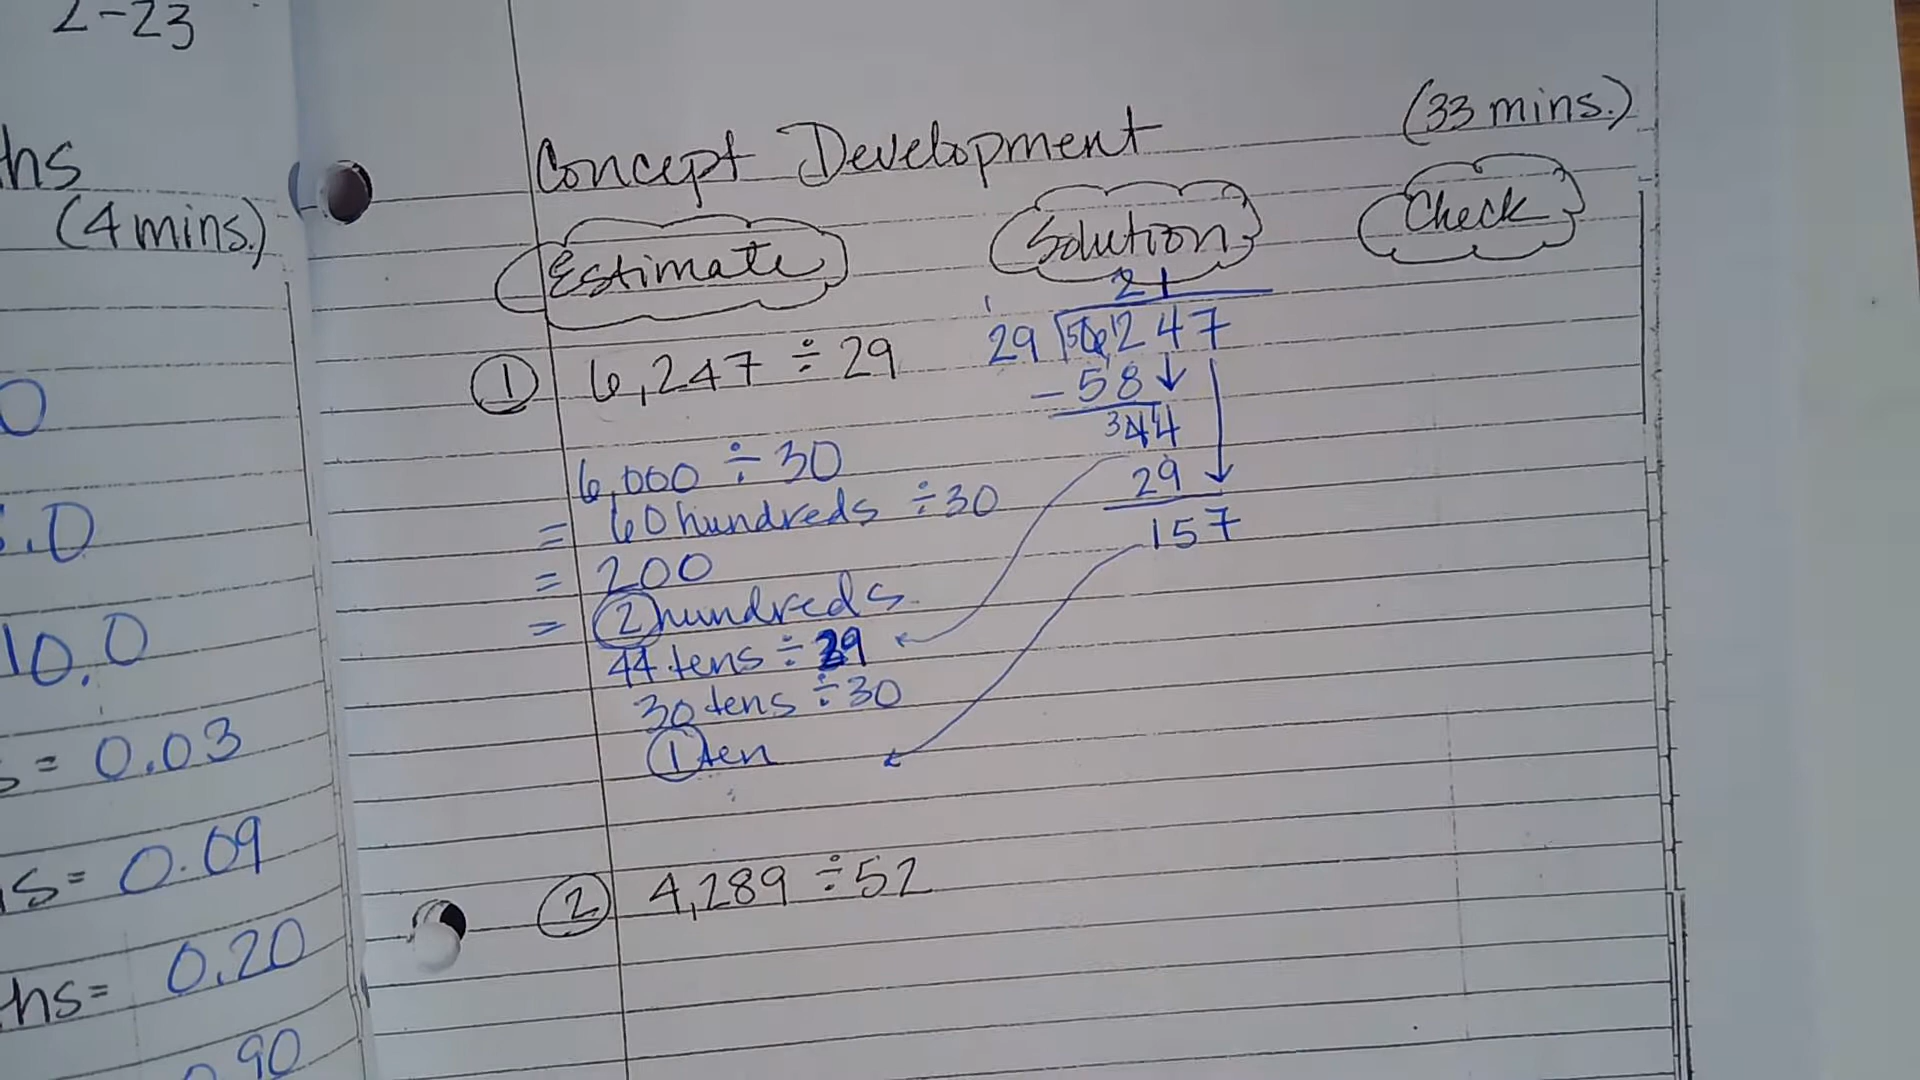 2-23
hs
(4 mins.)
0
.0
10.0
s = 0.03
s = 0.09
hs = 0.20
0.90
Concept Development (33 mins.)
Estimate Solution Check
① 6,247 ÷ 29
6,000 ÷ 30
= 60 hundreds ÷ 30
= 200
= ② hundreds
44 tens ÷ 29
30 tens ÷ 30
① ten
21
29 6247
- 58
44
29
157
② 4,289 ÷ 52